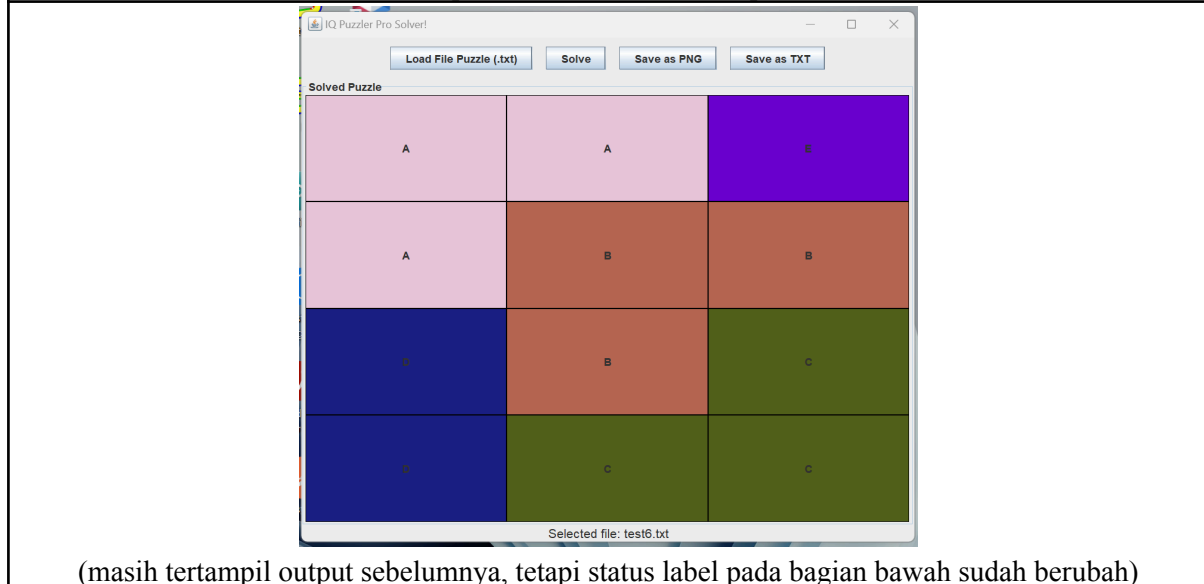 IQ Puzzler Pro Solver!
Load File Puzzle (.txt) Solve Save as PNG Save as TXT
Solved Puzzle
A A E
A B B
D B C
D C C
Selected file: test6.txt
(masih tertampil output sebelumnya, tetapi status label pada bagian bawah sudah berubah)